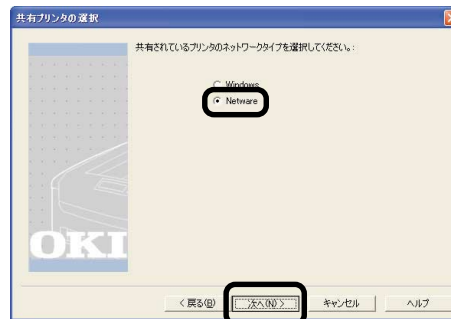 共有プリンタの選択
共有されているプリンタのネットワークタイプを選択してください。:
Windows
Netware
OKI
< 戻る(B)
次へ(N) >
キャンセル
ヘルプ